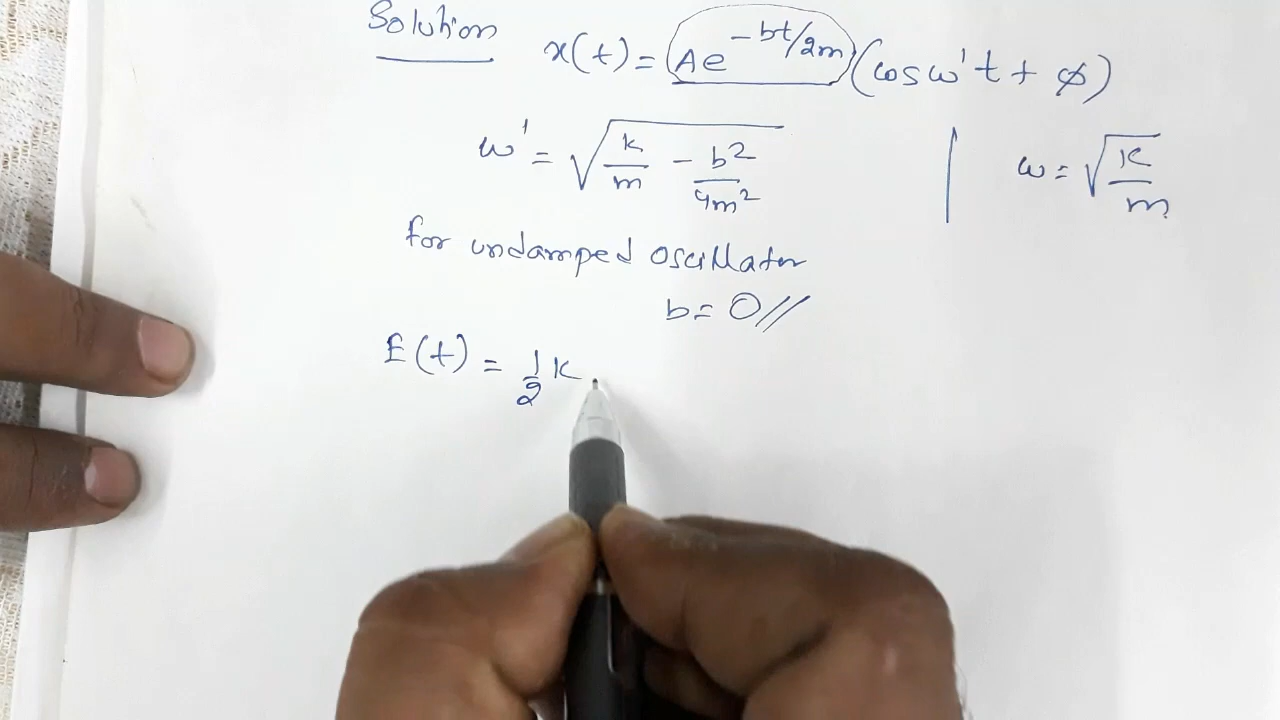 Solution x(t) = Ae^{-bt/2m} (cos ω't + φ)
ω' = √(k/m - b²/4m²) | ω = √(k/m)
for undamped oscillator
b = 0 //
E(t) = 1/2 k